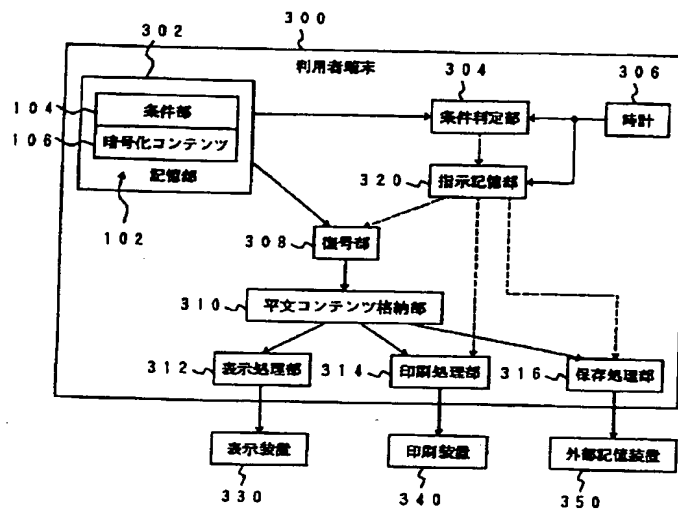 300
302
利用者端末
304
306
104
条件部
条件判定部
時計
106
暗号化コンテンツ
記憶部
320
指示記憶部
102
308
復号部
310
平文コンテンツ格納部
312
表示処理部
314
印刷処理部
316
保存処理部
表示装置
印刷装置
外部記憶装置
330
340
350